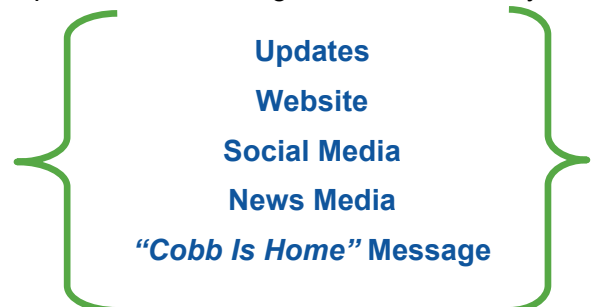 Updates
Website
Social Media
News Media
“Cobb Is Home” Message